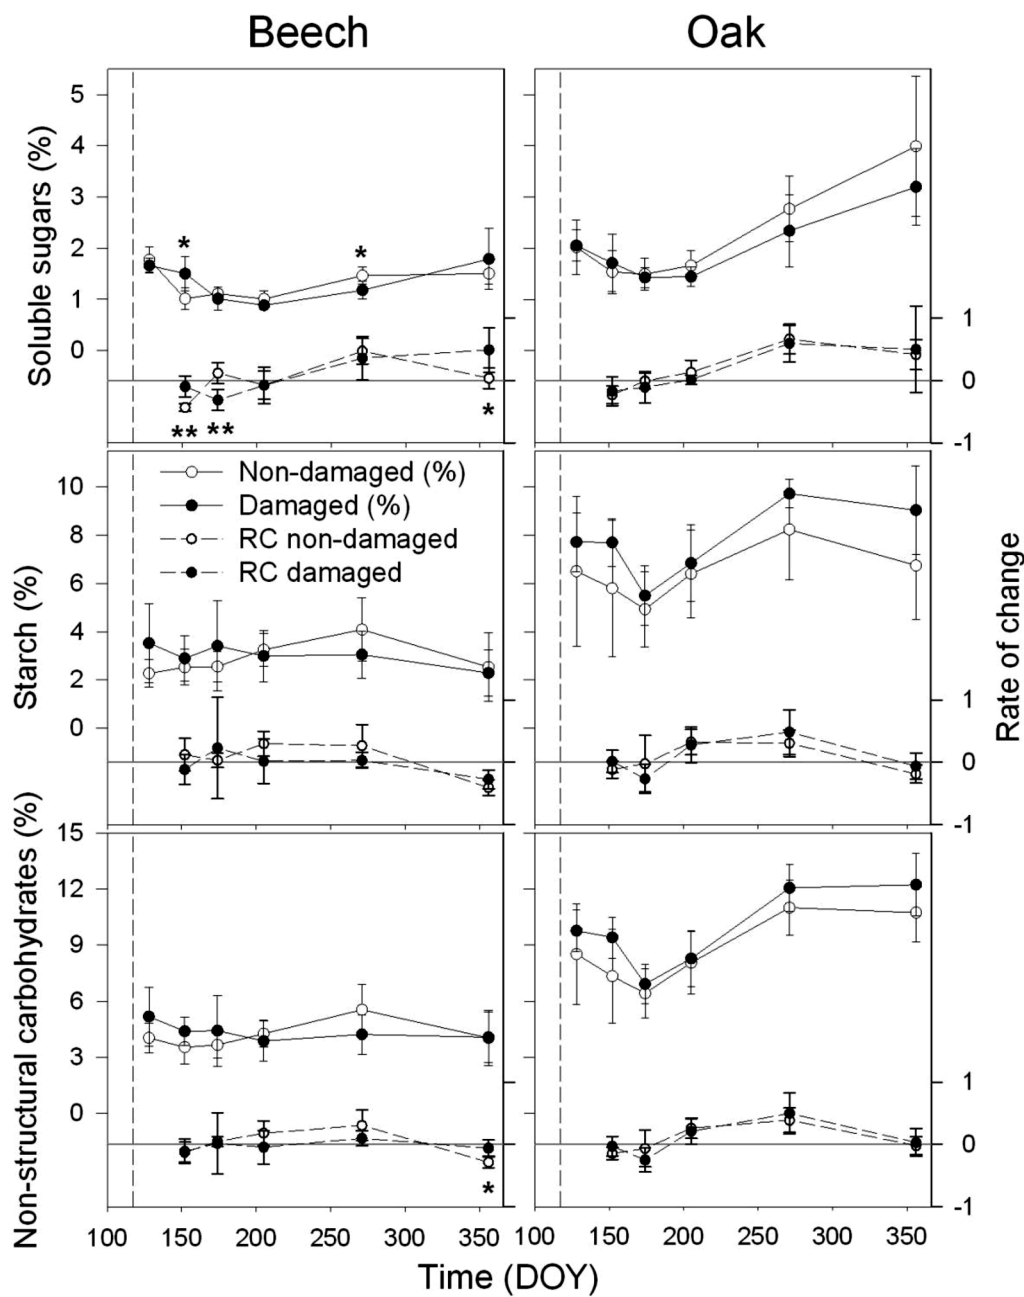 Beech Oak
Soluble sugars (%)
5
4
3
2
1
0
* * ** ** *
1
0
-1
Non-damaged (%)
Damaged (%)
RC non-damaged
RC damaged
Starch (%)
10
8
6
4
2
0
1
0
-1
Rate of change
Non-structural carbohydrates (%)
15
12
9
6
3
0
*
1
0
-1
100 150 200 250 300 350 100 150 200 250 300 350
Time (DOY)